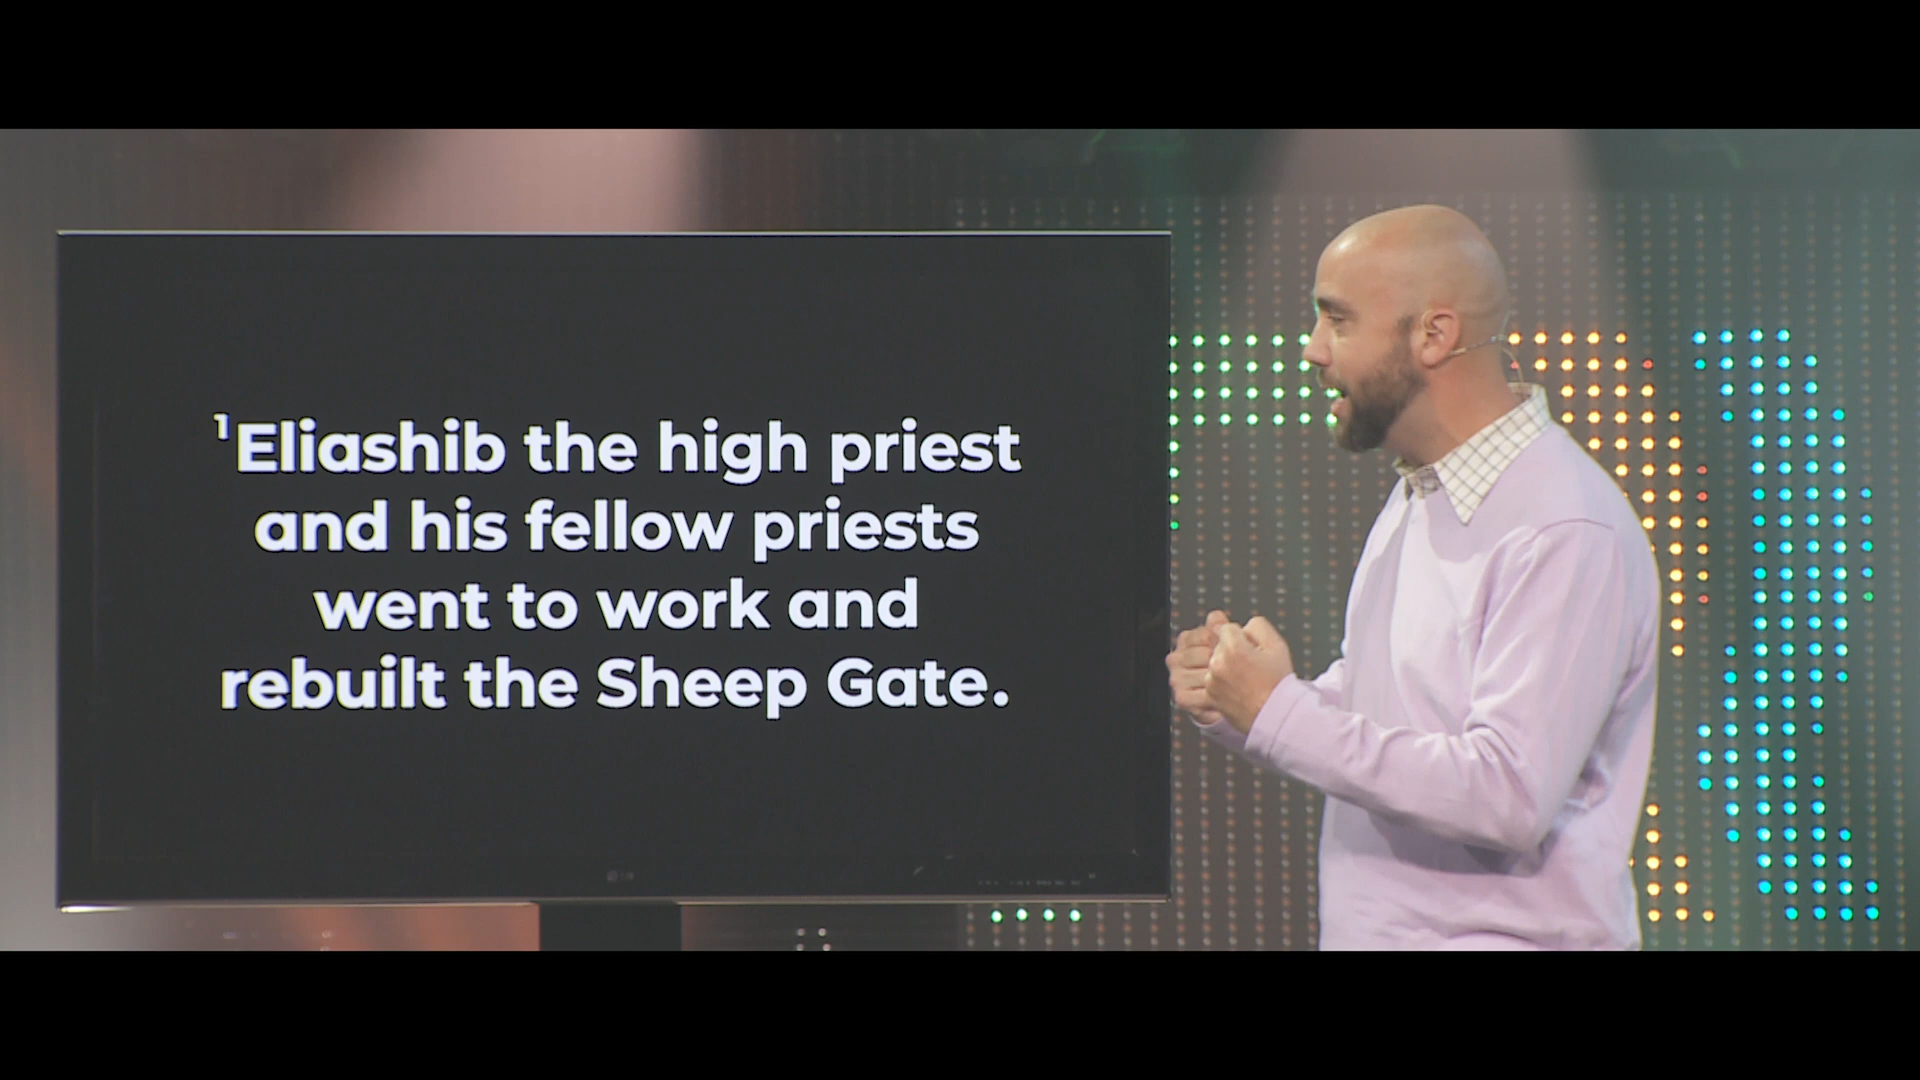 ¹Eliashib the high priest
and his fellow priests
went to work and
rebuilt the Sheep Gate.